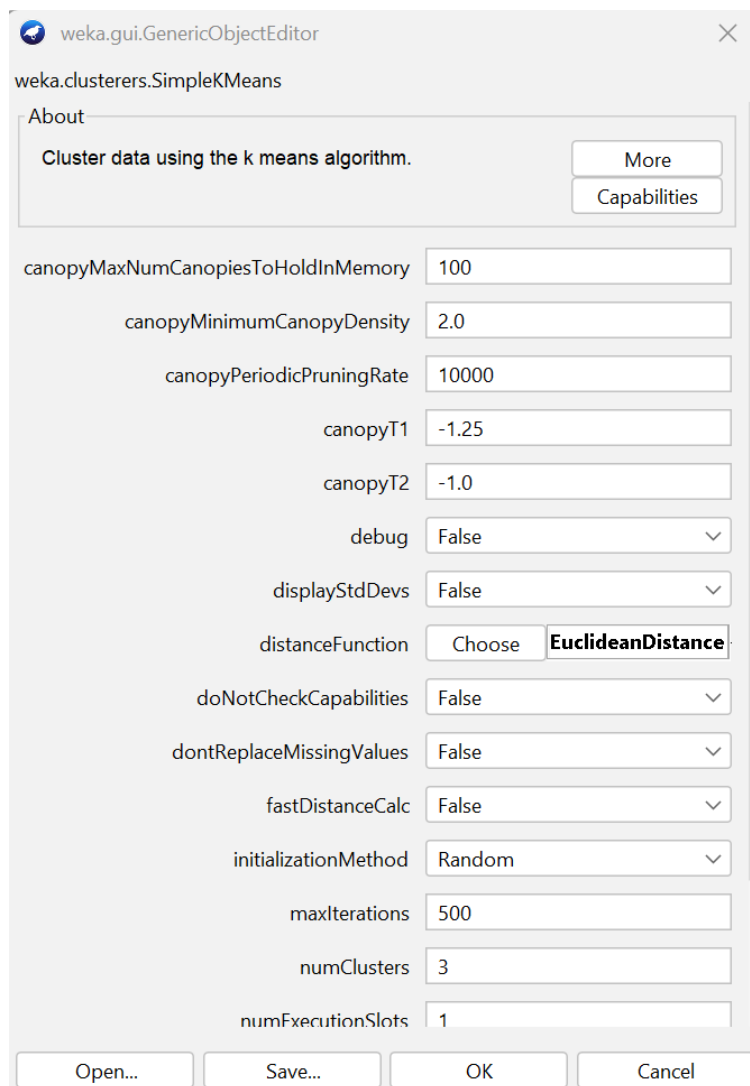 weka.gui.GenericObjectEditor
weka.clusterers.SimpleKMeans
About
Cluster data using the k means algorithm.
More
Capabilities
canopyMaxNumCanopiesToHoldInMemory 100
canopyMinimumCanopyDensity 2.0
canopyPeriodicPruningRate 10000
canopyT1 -1.25
canopyT2 -1.0
debug False
displayStdDevs False
distanceFunction Choose EuclideanDistance
doNotCheckCapabilities False
dontReplaceMissingValues False
fastDistanceCalc False
initializationMethod Random
maxIterations 500
numClusters 3
numExecutionSlots 1
Open... Save... OK Cancel